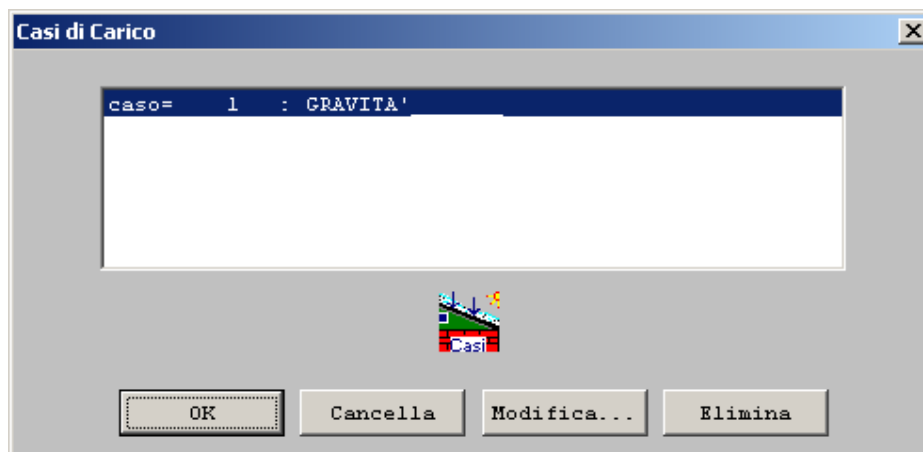 Casi di Carico
caso= 1 : GRAVITA'
Casi
OK Cancella Modifica... Elimina